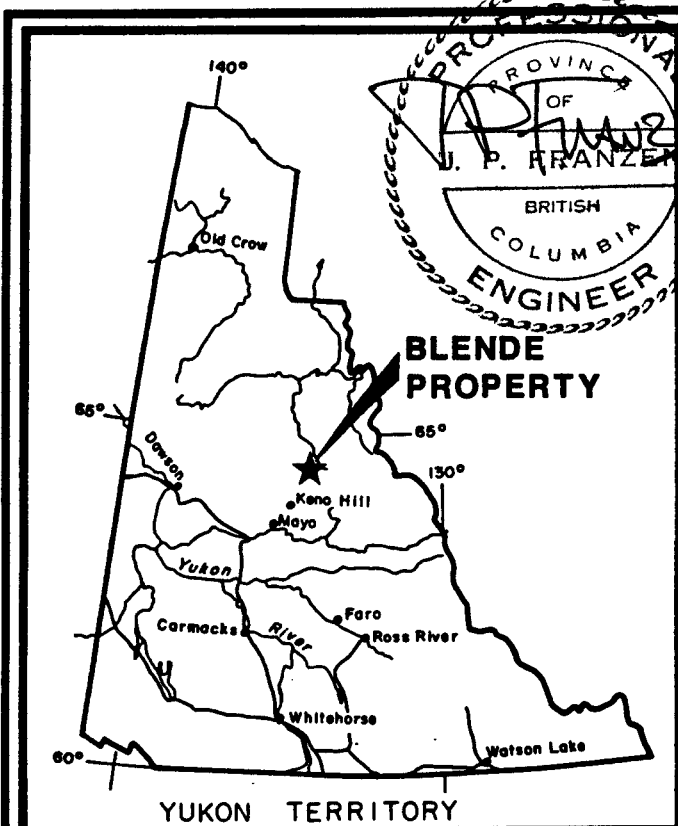 PROFESSIONAL
PROVINCE
OF
J. P. FRANZEN
BRITISH
COLUMBIA
ENGINEER
140°
Old Crow
BLENDE
PROPERTY
65°
65°
Dawson
130°
Keno Hill
Mayo
Yukon
Faro
Carmacks
River
Ross River
Whitehorse
Watson Lake
60°
YUKON TERRITORY